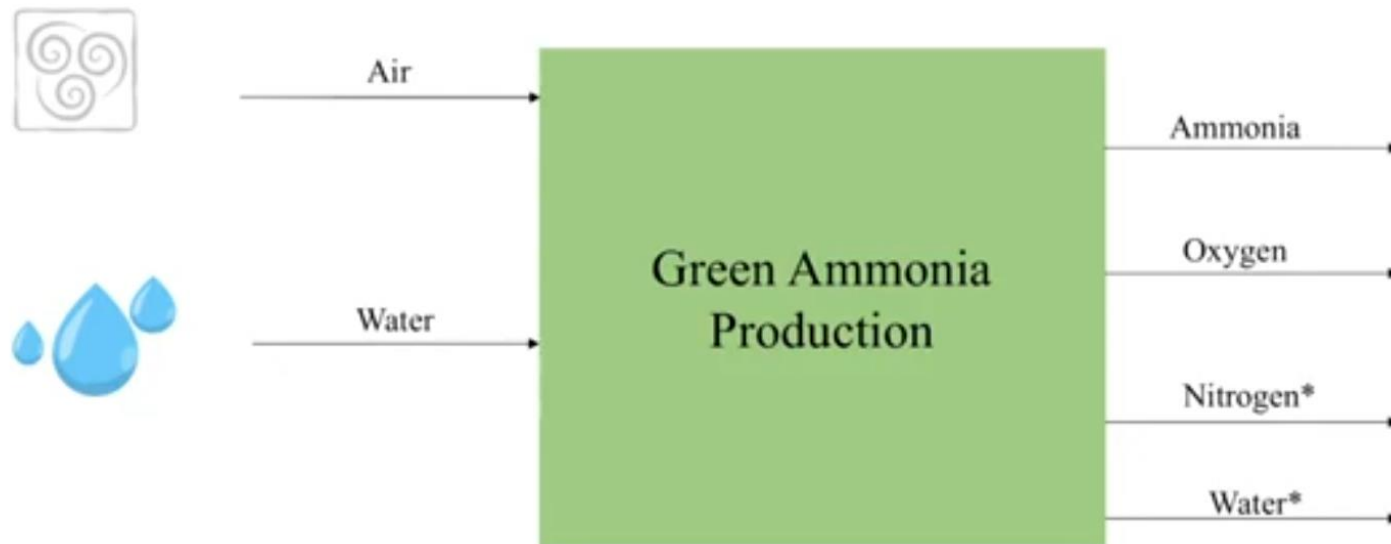 Air
Water
Green Ammonia
Production
Ammonia
Oxygen
Nitrogen*
Water*